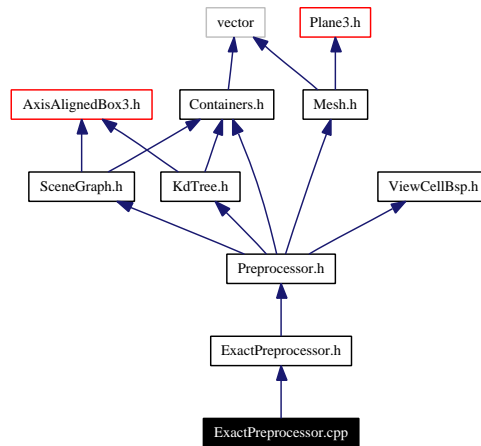 vector
Plane3.h
AxisAlignedBox3.h
Containers.h
Mesh.h
SceneGraph.h
KdTree.h
ViewCellBsp.h
Preprocessor.h
ExactPreprocessor.h
ExactPreprocessor.cpp